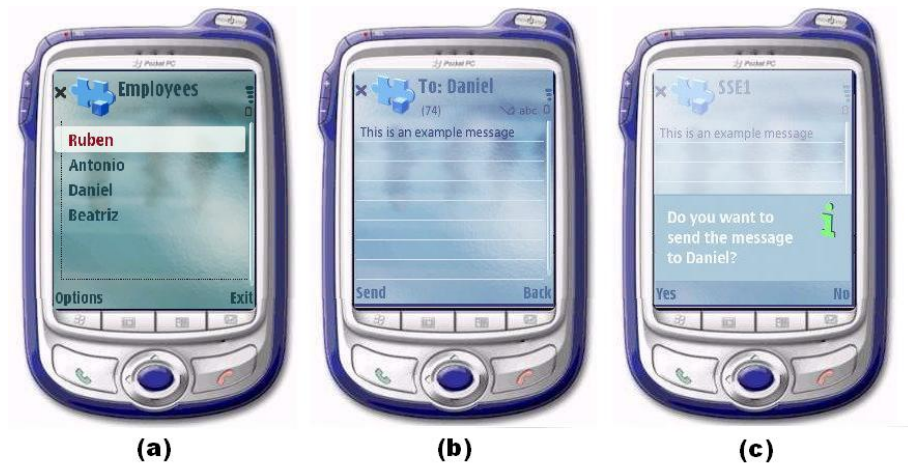 Pocket PC
Employees
Ruben
Antonio
Daniel
Beatriz
Options
Exit
(a)
Pocket PC
To: Daniel
(74)
abc
This is an example message
Send
Back
(b)
Pocket PC
SSE1
This is an example message
Do you want to
send the message
to Daniel?
Yes
No
(c)